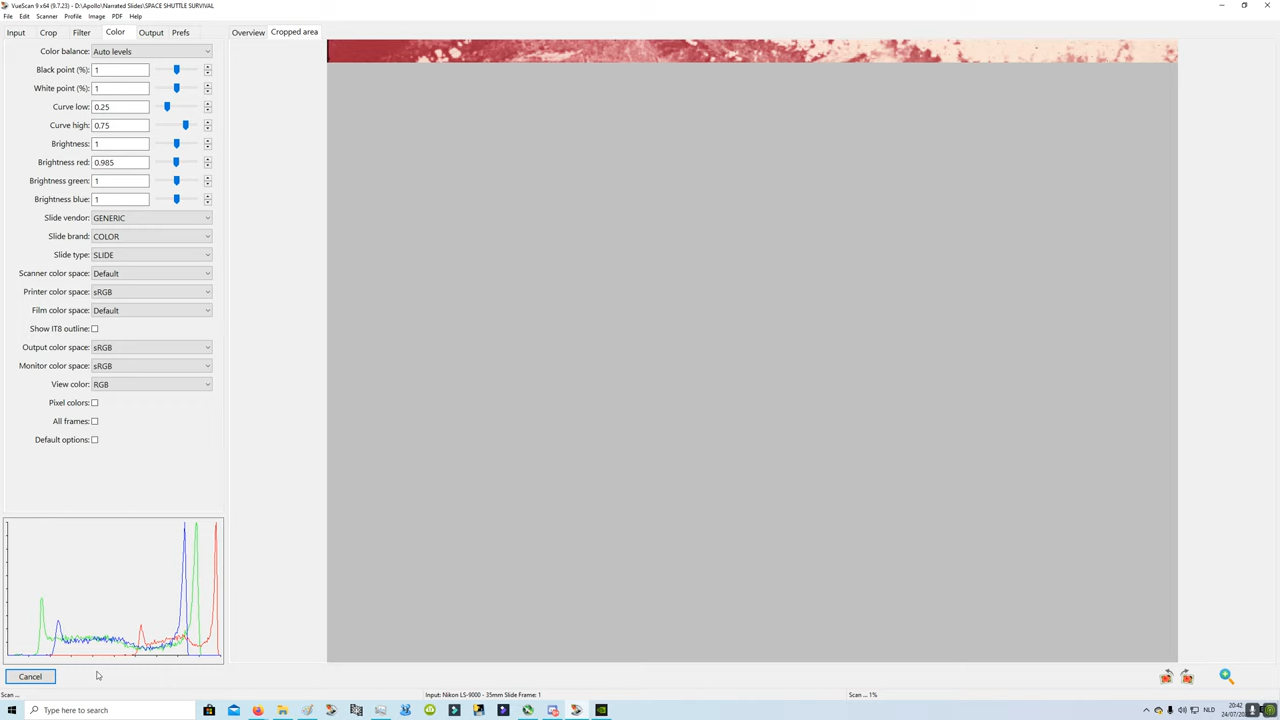 VueScan 9 x64 (9.7.23) - D:\Apollo\Narrated Slides\SPACE SHUTTLE SURVIVAL
File Edit Scanner Profile Image PDF Help
Input Crop Filter Color Output Prefs
Overview Cropped area
Color balance: Auto levels
Black point (%): 1
White point (%): 1
Curve low: 0.25
Curve high: 0.75
Brightness: 1
Brightness red: 0.985
Brightness green: 1
Brightness blue: 1
Slide vendor: GENERIC
Slide brand: COLOR
Slide type: SLIDE
Scanner color space: Default
Printer color space: sRGB
Film color space: Default
Show IT8 outline:
Output color space: sRGB
Monitor color space: sRGB
View color: RGB
Pixel colors:
All frames:
Default options:
Cancel
Scan ... Input: Nikon LS-9000 - 35mm Slide Frame: 1 Scan ... 1%
Type here to search
NLD
20:42
24/07/20